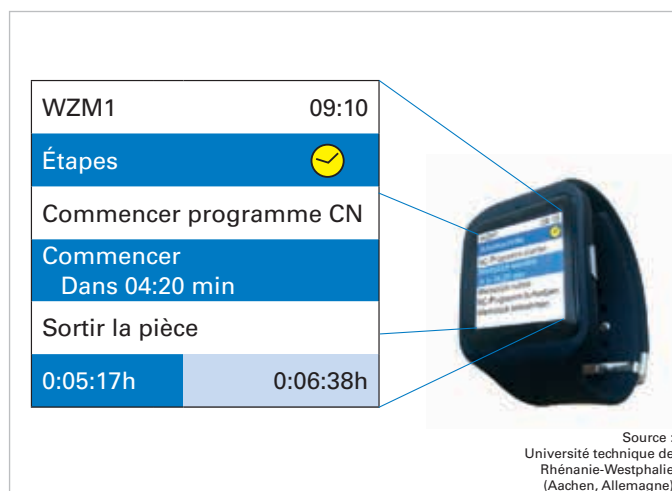 WZM1 09:10
Étapes
Commencer programme CN
Commencer
Dans 04:20 min
Sortir la pièce
0:05:17h 0:06:38h
Source :
Université technique de
Rhénanie-Westphalie
(Aachen, Allemagne)